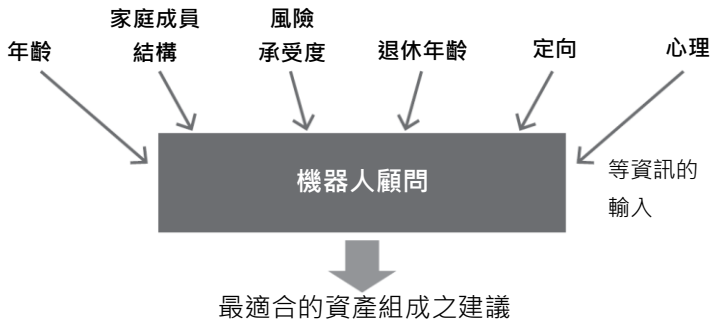 年齡
家庭成員
結構
風險
承受度
退休年齡
定向
心理
機器人顧問
等資訊的
輸入
最適合的資產組成之建議